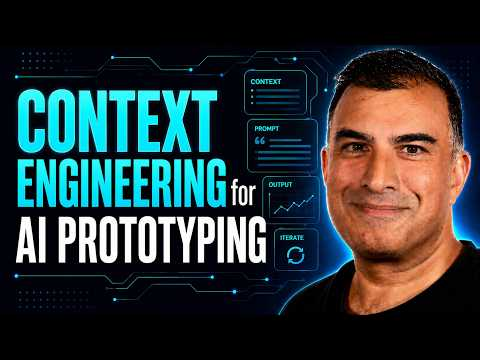 CONTEXT
ENGINEERING for
AI PROTOTYPING
CONTEXT
PROMPT
“
OUTPUT
ITERATE